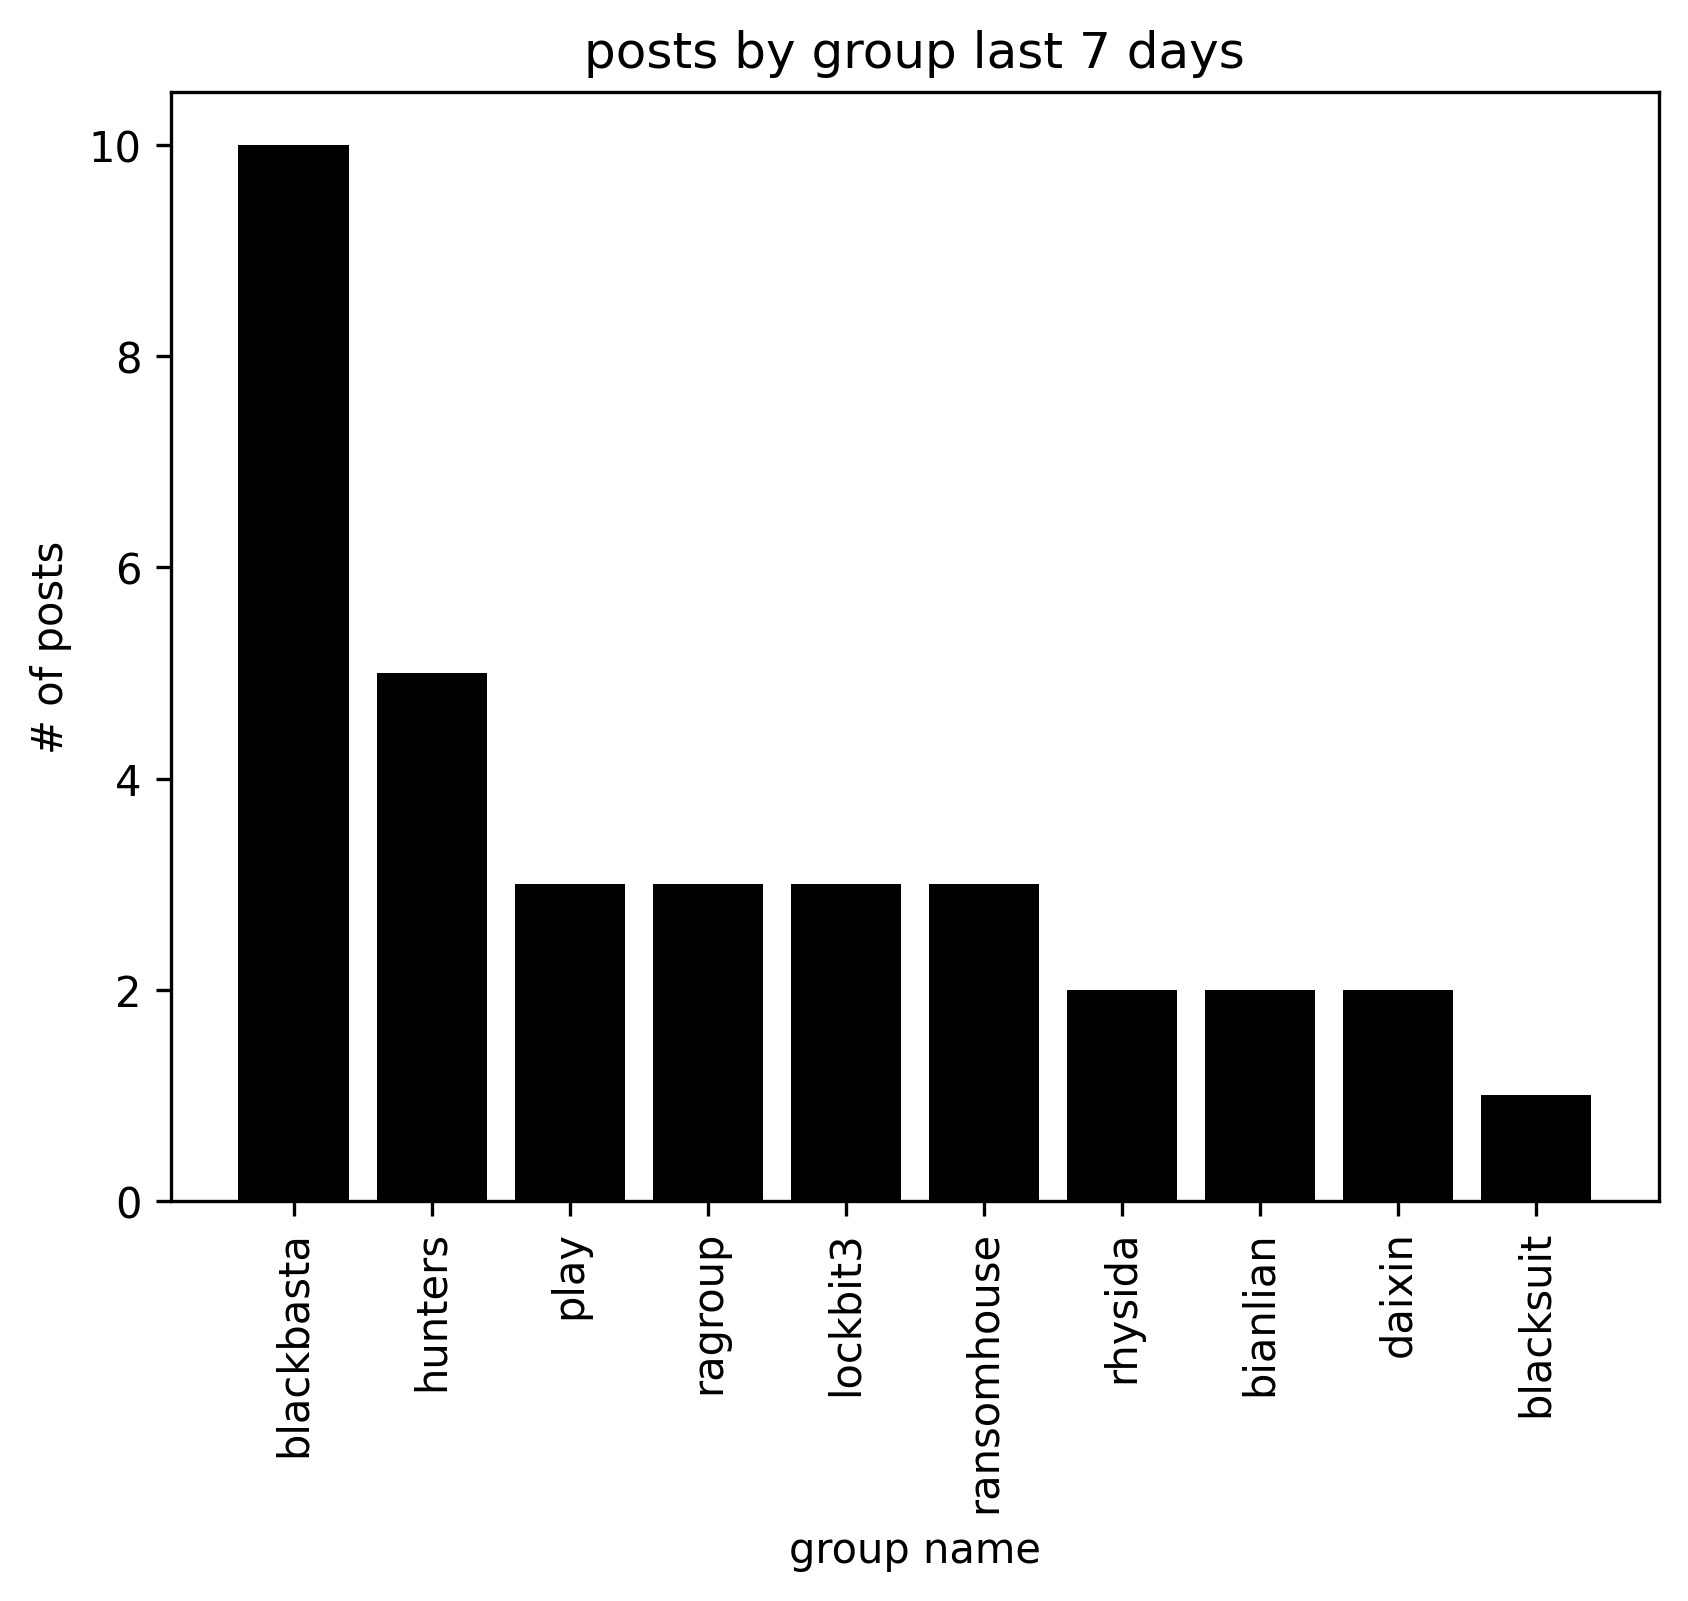 posts by group last 7 days
# of posts
10
8
6
4
2
0
blackbasta
hunters
play
ragroup
lockbit3
ransomhouse
rhysida
bianlian
daixin
blacksuit
group name